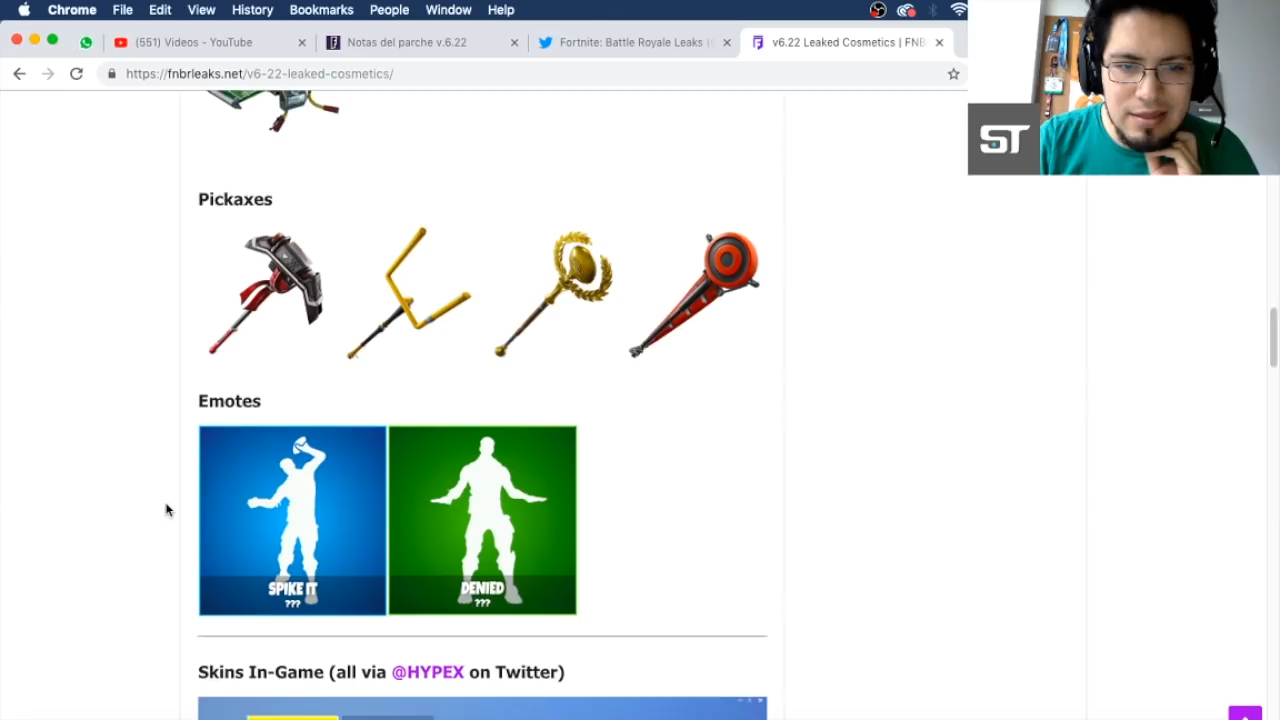 Chrome File Edit View History Bookmarks People Window Help
(551) Videos - YouTube
Notas del parche v.6.22
Fortnite: Battle Royale Leaks
v6.22 Leaked Cosmetics | FNB
https://fnbrleaks.net/v6-22-leaked-cosmetics/
ST
Pickaxes
Emotes
SPIKE IT
???
DENIED
???
Skins In-Game (all via @HYPEX on Twitter)